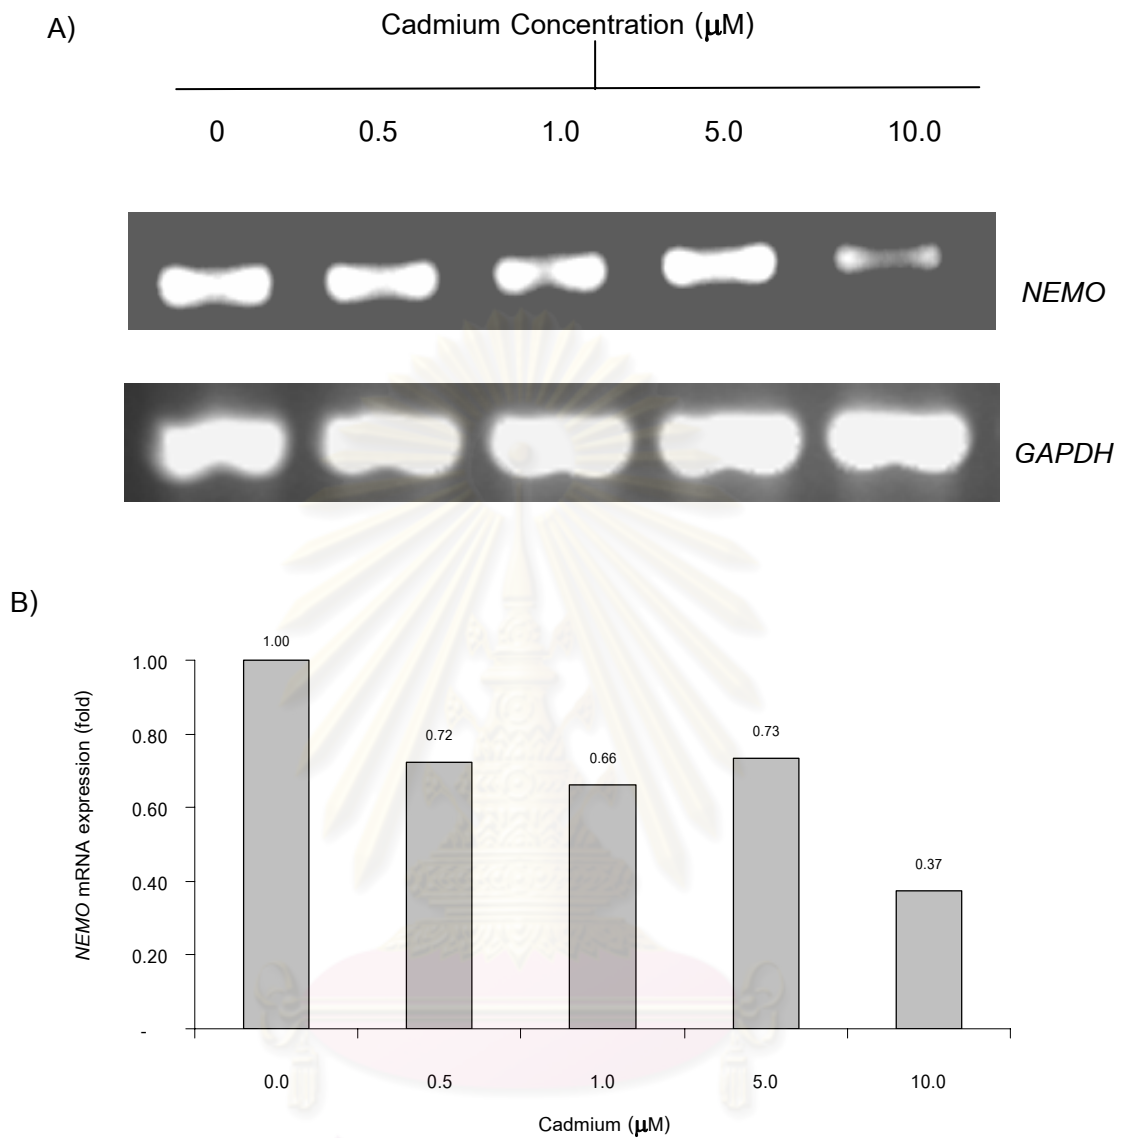 A)
Cadmium Concentration (μM)
0 0.5 1.0 5.0 10.0
NEMO
GAPDH
B)
NEMO mRNA expression (fold)
1.00
0.80
0.60
0.40
0.20
-
1.00
0.72
0.66
0.73
0.37
0.0 0.5 1.0 5.0 10.0
Cadmium (μM)